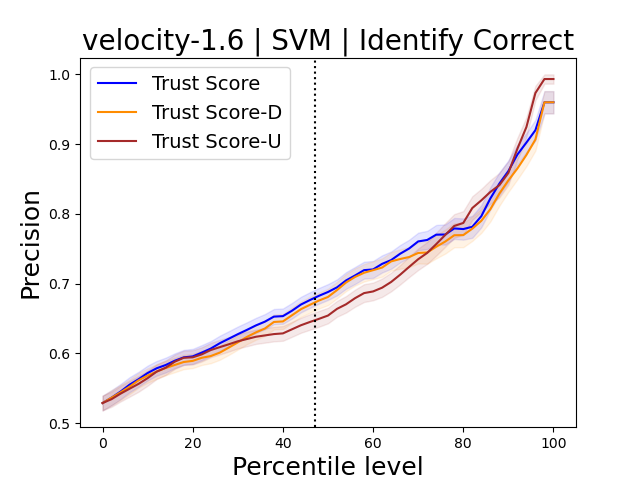 velocity-1.6 | SVM | Identify Correct
Trust Score
Trust Score-D
Trust Score-U
Precision
1.0
0.9
0.8
0.7
0.6
0.5
0 20 40 60 80 100
Percentile level